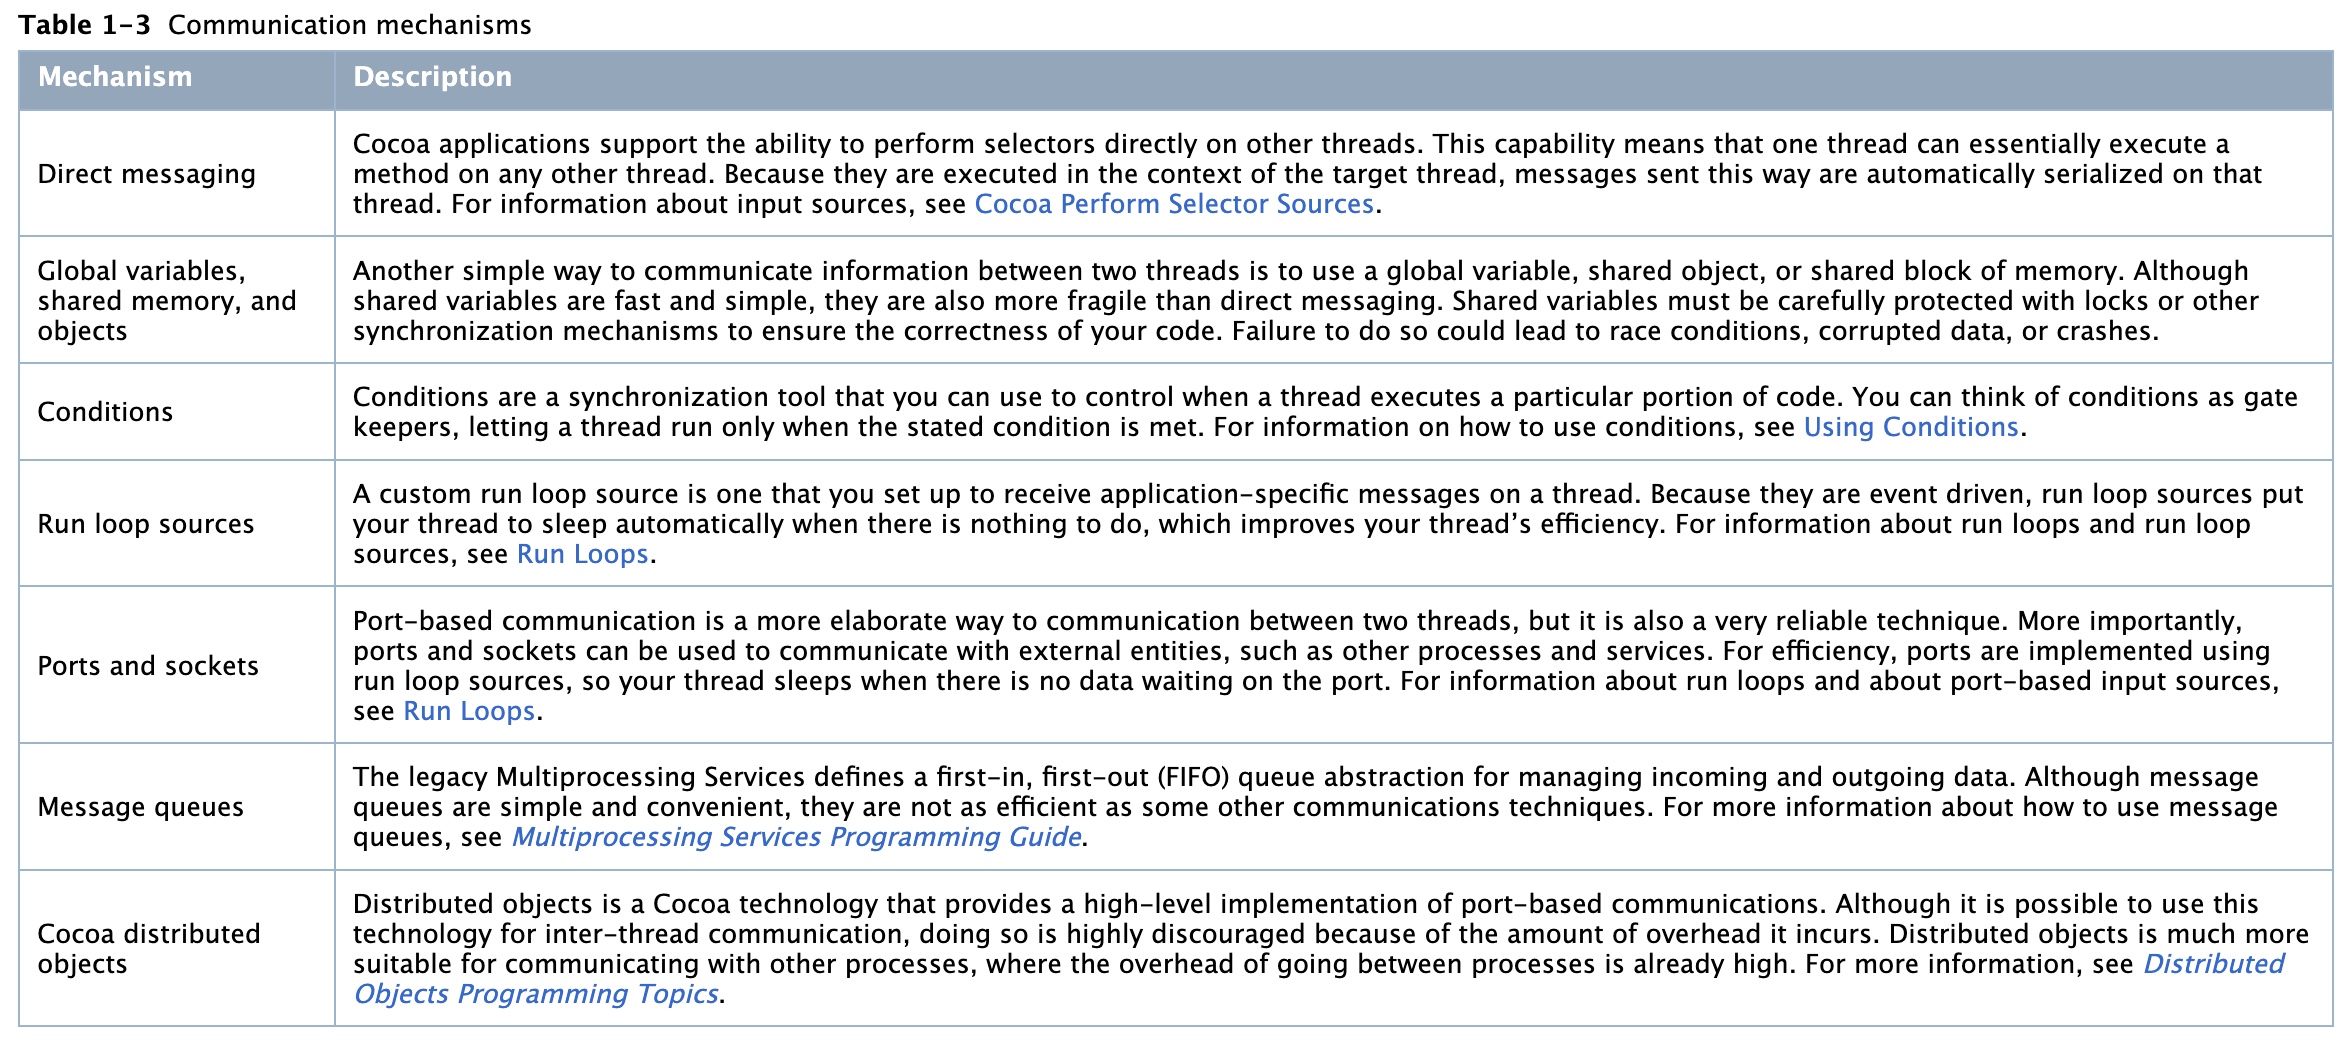 Table 1-3 Communication mechanisms
Mechanism
Description
Direct messaging
Cocoa applications support the ability to perform selectors directly on other threads. This capability means that one thread can essentially execute a
method on any other thread. Because they are executed in the context of the target thread, messages sent this way are automatically serialized on that
thread. For information about input sources, see Cocoa Perform Selector Sources.
Global variables,
shared memory, and
objects
Another simple way to communicate information between two threads is to use a global variable, shared object, or shared block of memory. Although
shared variables are fast and simple, they are also more fragile than direct messaging. Shared variables must be carefully protected with locks or other
synchronization mechanisms to ensure the correctness of your code. Failure to do so could lead to race conditions, corrupted data, or crashes.
Conditions
Conditions are a synchronization tool that you can use to control when a thread executes a particular portion of code. You can think of conditions as gate
keepers, letting a thread run only when the stated condition is met. For information on how to use conditions, see Using Conditions.
Run loop sources
A custom run loop source is one that you set up to receive application-specific messages on a thread. Because they are event driven, run loop sources put
your thread to sleep automatically when there is nothing to do, which improves your thread’s efficiency. For information about run loops and run loop
sources, see Run Loops.
Ports and sockets
Port-based communication is a more elaborate way to communication between two threads, but it is also a very reliable technique. More importantly,
ports and sockets can be used to communicate with external entities, such as other processes and services. For efficiency, ports are implemented using
run loop sources, so your thread sleeps when there is no data waiting on the port. For information about run loops and about port-based input sources,
see Run Loops.
Message queues
The legacy Multiprocessing Services defines a first-in, first-out (FIFO) queue abstraction for managing incoming and outgoing data. Although message
queues are simple and convenient, they are not as efficient as some other communications techniques. For more information about how to use message
queues, see Multiprocessing Services Programming Guide.
Cocoa distributed
objects
Distributed objects is a Cocoa technology that provides a high-level implementation of port-based communications. Although it is possible to use this
technology for inter-thread communication, doing so is highly discouraged because of the amount of overhead it incurs. Distributed objects is much more
suitable for communicating with other processes, where the overhead of going between processes is already high. For more information, see Distributed
Objects Programming Topics.